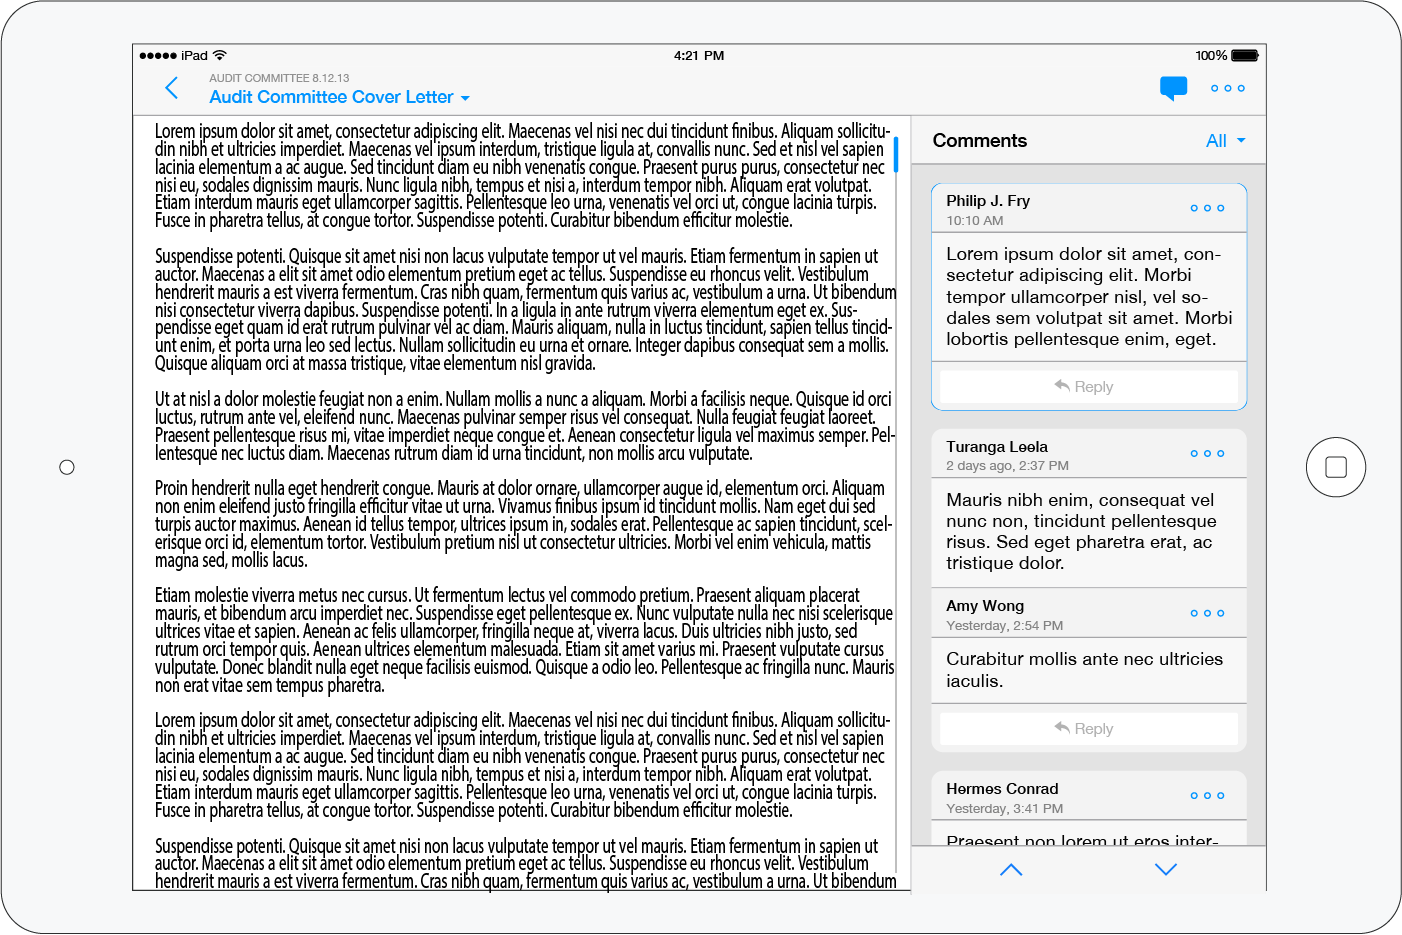 iPad
4:21 PM
100%
AUDIT COMMITTEE 8.12.13
Audit Committee Cover Letter
Lorem ipsum dolor sit amet, consectetur adipiscing elit. Maecenas vel nisi nec dui tincidunt finibus. Aliquam sollicitu-
din nibh et ultricies imperdiet. Maecenas vel ipsum interdum, tristique ligula at, convallis nunc. Sed et nisl vel sapien
lacinia elementum a ac augue. Sed tincidunt diam eu nibh venenatis congue. Praesent purus purus, consectetur nec
nisi eu, sodales dignissim mauris. Nunc ligula nibh, tempus et nisi a, interdum tempor nibh. Aliquam erat volutpat.
Etiam interdum mauris eget ullamcorper sagittis. Pellentesque leo urna, venenatis vel orci ut, congue lacinia turpis.
Fusce in pharetra tellus, at congue tortor. Suspendisse potenti. Curabitur bibendum efficitur molestie.
Suspendisse potenti. Quisque sit amet nisi non lacus vulputate tempor ut vel mauris. Etiam fermentum in sapien ut
auctor. Maecenas a elit sit amet odio elementum pretium eget ac tellus. Suspendisse eu rhoncus velit. Vestibulum
hendrerit mauris a est viverra fermentum. Cras nibh quam, fermentum quis varius ac, vestibulum a urna. Ut bibendum
nisi consectetur viverra dapibus. Suspendisse potenti. In a ligula in ante rutrum viverra elementum eget ex. Sus-
pendisse eget quam id erat rutrum pulvinar vel ac diam. Mauris aliquam, nulla in luctus tincidunt, sapien tellus tincid-
unt enim, et porta urna leo sed lectus. Nullam sollicitudin eu urna et ornare. Integer dapibus consequat sem a mollis.
Quisque aliquam orci at massa tristique, vitae elementum nisl gravida.
Ut at nisl a dolor molestie feugiat non a enim. Nullam mollis a nunc a aliquam. Morbi a facilisis neque. Quisque id orci
luctus, rutrum ante vel, eleifend nunc. Maecenas pulvinar semper risus vel consequat. Nulla feugiat feugiat laoreet.
Praesent pellentesque risus mi, vitae imperdiet neque congue et. Aenean consectetur ligula vel maximus semper. Pel-
lentesque nec luctus diam. Maecenas rutrum diam id urna tincidunt, non mollis arcu vulputate.
Proin hendrerit nulla eget hendrerit congue. Mauris at dolor ornare, ullamcorper augue id, elementum orci. Aliquam
non enim eleifend justo fringilla efficitur vitae ut urna. Vivamus finibus ipsum id tincidunt mollis. Nam eget dui sed
turpis auctor maximus. Aenean id tellus tempor, ultrices ipsum in, sodales erat. Pellentesque ac sapien tincidunt, scel-
erisque orci id, elementum tortor. Vestibulum pretium nisl ut consectetur ultricies. Morbi vel enim vehicula, mattis
magna sed, mollis lacus.
Etiam molestie viverra metus nec cursus. Ut fermentum lectus vel commodo pretium. Praesent aliquam placerat
mauris, et bibendum arcu imperdiet nec. Suspendisse eget pellentesque ex. Nunc vulputate nulla nec nisi scelerisque
ultrices vitae et sapien. Aenean ac felis ullamcorper, fringilla neque at, viverra lacus. Duis ultricies nibh justo, sed
rutrum orci tempor quis. Aenean ultrices elementum malesuada. Etiam sit amet varius mi. Praesent vulputate cursus
vulputate. Donec blandit nulla eget neque facilisis euismod. Quisque a odio leo. Pellentesque ac fringilla nunc. Mauris
non erat vitae sem tempus pharetra.
Lorem ipsum dolor sit amet, consectetur adipiscing elit. Maecenas vel nisi nec dui tincidunt finibus. Aliquam sollicitu-
din nibh et ultricies imperdiet. Maecenas vel ipsum interdum, tristique ligula at, convallis nunc. Sed et nisl vel sapien
lacinia elementum a ac augue. Sed tincidunt diam eu nibh venenatis congue. Praesent purus purus, consectetur nec
nisi eu, sodales dignissim mauris. Nunc ligula nibh, tempus et nisi a, interdum tempor nibh. Aliquam erat volutpat.
Etiam interdum mauris eget ullamcorper sagittis. Pellentesque leo urna, venenatis vel orci ut, congue lacinia turpis.
Fusce in pharetra tellus, at congue tortor. Suspendisse potenti. Curabitur bibendum efficitur molestie.
Suspendisse potenti. Quisque sit amet nisi non lacus vulputate tempor ut vel mauris. Etiam fermentum in sapien ut
auctor. Maecenas a elit sit amet odio elementum pretium eget ac tellus. Suspendisse eu rhoncus velit. Vestibulum
hendrerit mauris a est viverra fermentum. Cras nibh quam, fermentum quis varius ac, vestibulum a urna. Ut bibendum
Comments
All
Philip J. Fry
10:10 AM
Lorem ipsum dolor sit amet, con-
sectetur adipiscing elit. Morbi
tempor ullamcorper nisl, vel so-
dales sem volutpat sit amet. Morbi
lobortis pellentesque enim, eget.
Reply
Turanga Leela
2 days ago, 2:37 PM
Mauris nibh enim, consequat vel
nunc non, tincidunt pellentesque
risus. Sed eget pharetra erat, ac
tristique dolor.
Amy Wong
Yesterday, 2:54 PM
Curabitur mollis ante nec ultricies
iaculis.
Reply
Hermes Conrad
Yesterday, 3:41 PM
Praesent non lorem ut eros inter-